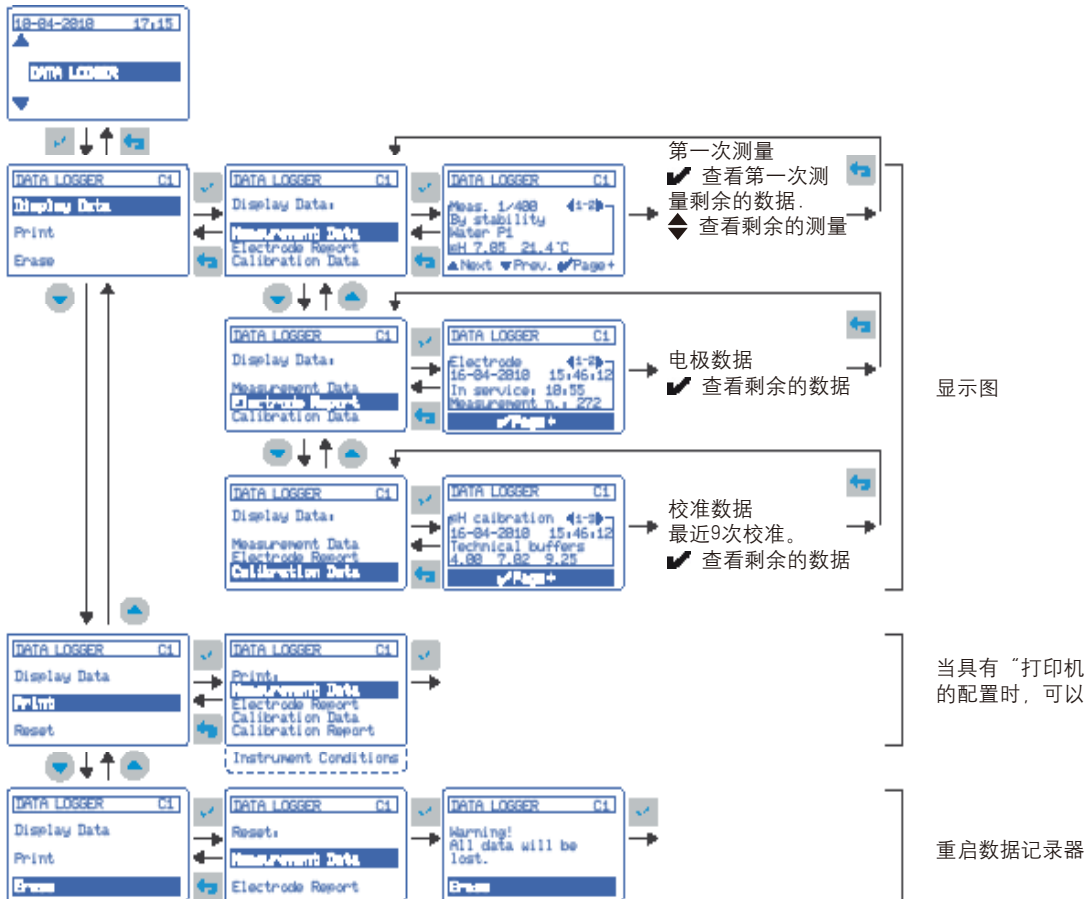 10-04-2010 17:15
DATA LOGGER
DATA LOGGER C1
Display Data
Print
Erase
DATA LOGGER C1
Display Data:
Measurement Data
Electrode Report
Calibration Data
DATA LOGGER C1
Meas. 1/400 1-2
By stability
Water P1
pH 7.05 21.4°C
▲Next ▼Prev. ✔Page+
第一次测量
✔ 查看第一次测
量剩余的数据.
查看剩余的测量
DATA LOGGER C1
Display Data:
Measurement Data
Electrode Report
Calibration Data
DATA LOGGER C1
Electrode 1-2
16-04-2010 15:46:12
In service: 10:55
Measurement n.: 272
✔Page+
电极数据
✔ 查看剩余的数据
显示图
DATA LOGGER C1
Display Data:
Measurement Data
Electrode Report
Calibration Data
DATA LOGGER C1
pH calibration 1-3
16-04-2010 15:46:12
Technical buffers
4.00 7.02 9.25
✔Page+
校准数据
最近9次校准。
✔ 查看剩余的数据
DATA LOGGER C1
Display Data
Print
Reset
DATA LOGGER C1
Print:
Measurement Data
Electrode Report
Calibration Data
Calibration Report
Instrument Conditions
当具有“打印机
的配置时，可以
DATA LOGGER C1
Display Data
Print
Erase
DATA LOGGER C1
Reset:
Measurement Data
Electrode Report
DATA LOGGER C1
Warning!
All data will be
lost.
Erase
重启数据记录器